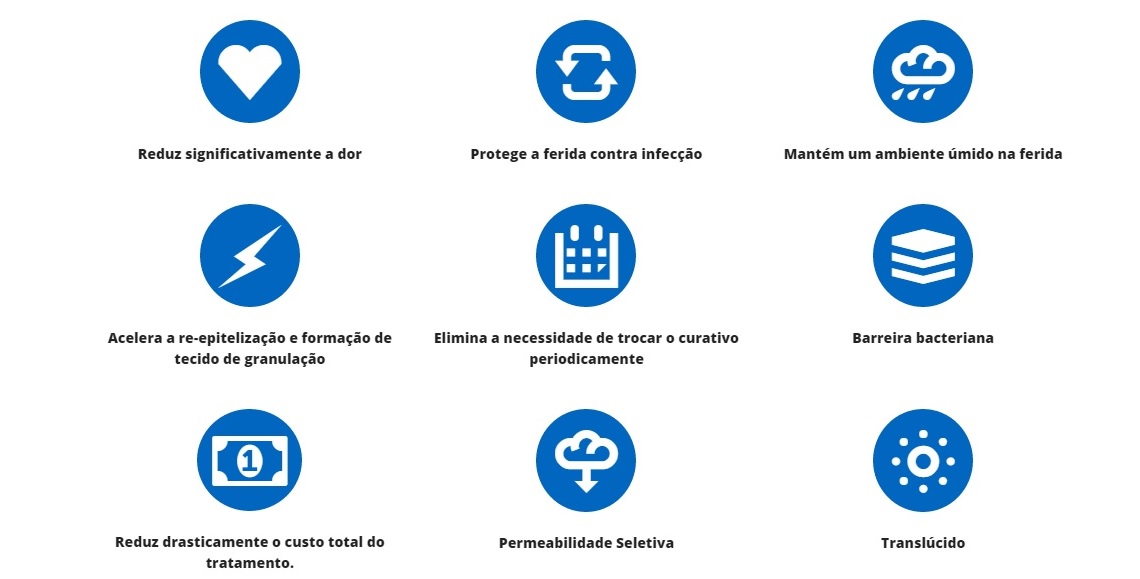 Reduz significativamente a dor
Protege a ferida contra infecção
Mantém um ambiente úmido na ferida
Acelera a re-epitelização e formação de
tecido de granulação
Elimina a necessidade de trocar o curativo
periodicamente
Barreira bacteriana
1
Reduz drasticamente o custo total do
tratamento.
Permeabilidade Seletiva
Translúcido